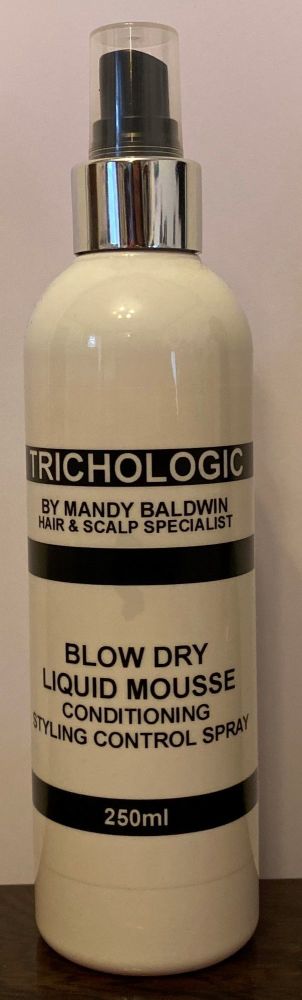 TRICHOLOGIC
BY MANDY BALDWIN
HAIR & SCALP SPECIALIST
BLOW DRY
LIQUID MOUSSE
CONDITIONING
STYLING CONTROL SPRAY
250ml